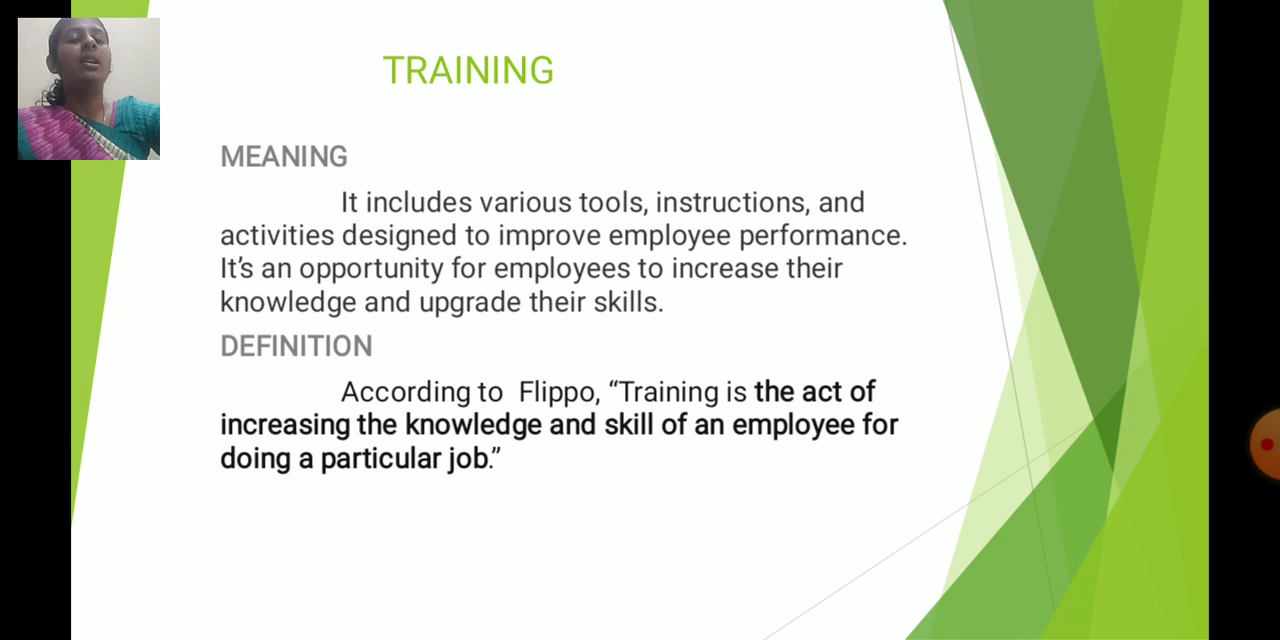 TRAINING
MEANING
It includes various tools, instructions, and
activities designed to improve employee performance.
It’s an opportunity for employees to increase their
knowledge and upgrade their skills.
DEFINITION
According to Flippo, “Training is the act of
increasing the knowledge and skill of an employee for
doing a particular job.”